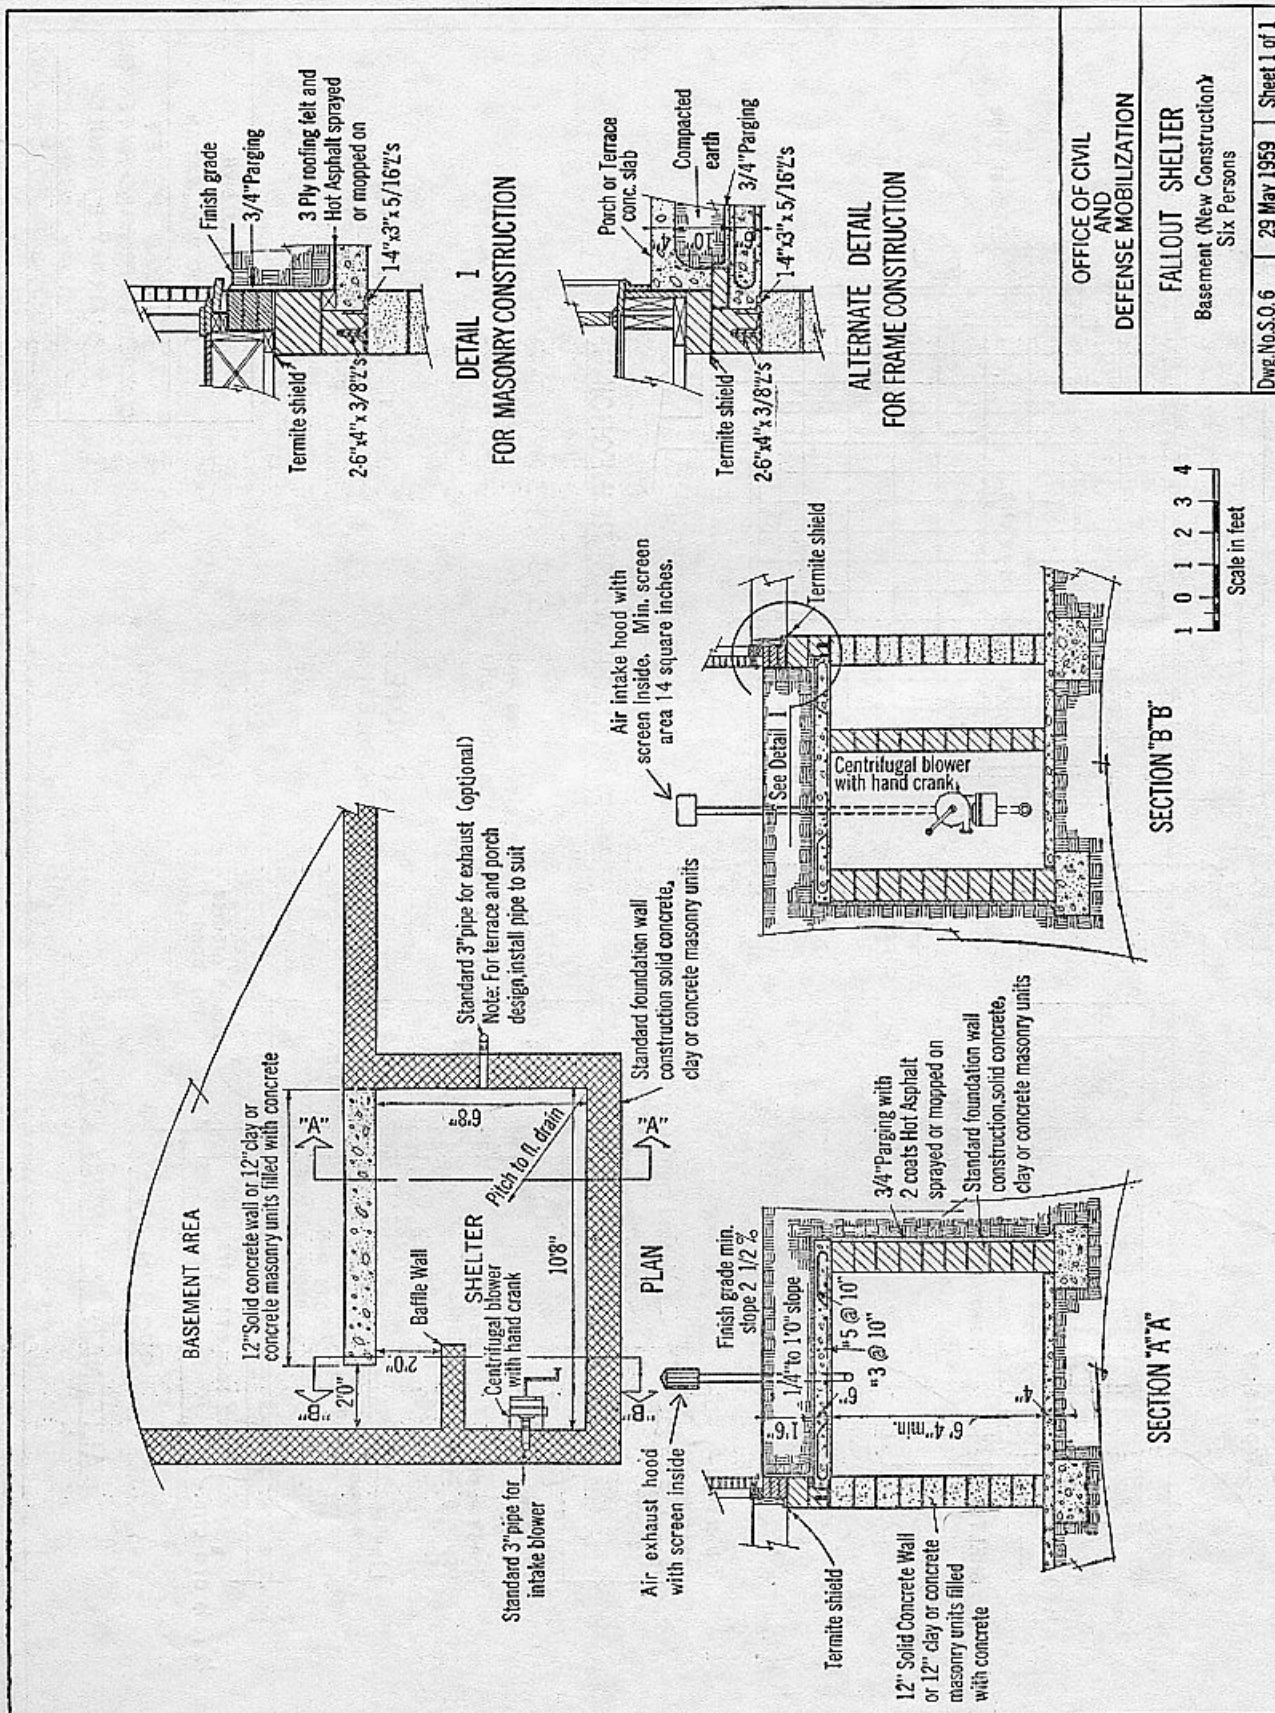 BASEMENT AREA
12"Solid concrete wall or 12"clay or
concrete masonry units filled with concrete
"A"
"A"
"B"
"B"
2'0"
2'0"
6'8"
10'8"
Baffle Wall
SHELTER
Centrifugal blower
with hand crank
Pitch to fl. drain
Standard 3"pipe for
intake blower
Standard 3"pipe for exhaust (optional)
Note: For terrace and porch
design,install pipe to suit
Standard foundation wall
construction solid concrete,
clay or concrete masonry units
PLAN
Finish grade
3/4"Parging
3 Ply roofing felt and
Hot Asphalt sprayed
or mopped on
1-4"x3"x 5/16"Z's
Termite shield
2-6"x4"x 3/8"Z's
DETAIL 1
FOR MASONRY CONSTRUCTION
Porch or Terrace
conc. slab
Compacted
earth
4
10
6
3/4"Parging
1-4"x3"x 5/16"Z's
Termite shield
2-6"x4"x 3/8"Z's
ALTERNATE DETAIL
FOR FRAME CONSTRUCTION
Air exhaust hood
with screen inside
Finish grade min.
slope 2 1/2 %
1/4"to 1'0" slope
1'6"
6"
#5 @ 10"
"3 @ 10"
6' 4"min.
4"
3/4"Parging with
2 coats Hot Asphalt
sprayed or mopped on
Standard foundation wall
construction,solid concrete,
clay or concrete masonry units
Termite shield
12" Solid Concrete Wall
or 12" clay or concrete
masonry units filled
with concrete
SECTION "A""A"
Air intake hood with
screen inside. Min. screen
area 14 square inches.
See Detail 1
Centrifugal blower
with hand crank,
Termite shield
SECTION "B""B"
1 0 1 2 3 4
Scale in feet
OFFICE OF CIVIL
AND
DEFENSE MOBILIZATION
FALLOUT SHELTER
Basement (New Construction)
Six Persons
Dwg.No.S.O.6 29 May 1959 Sheet 1 of 1